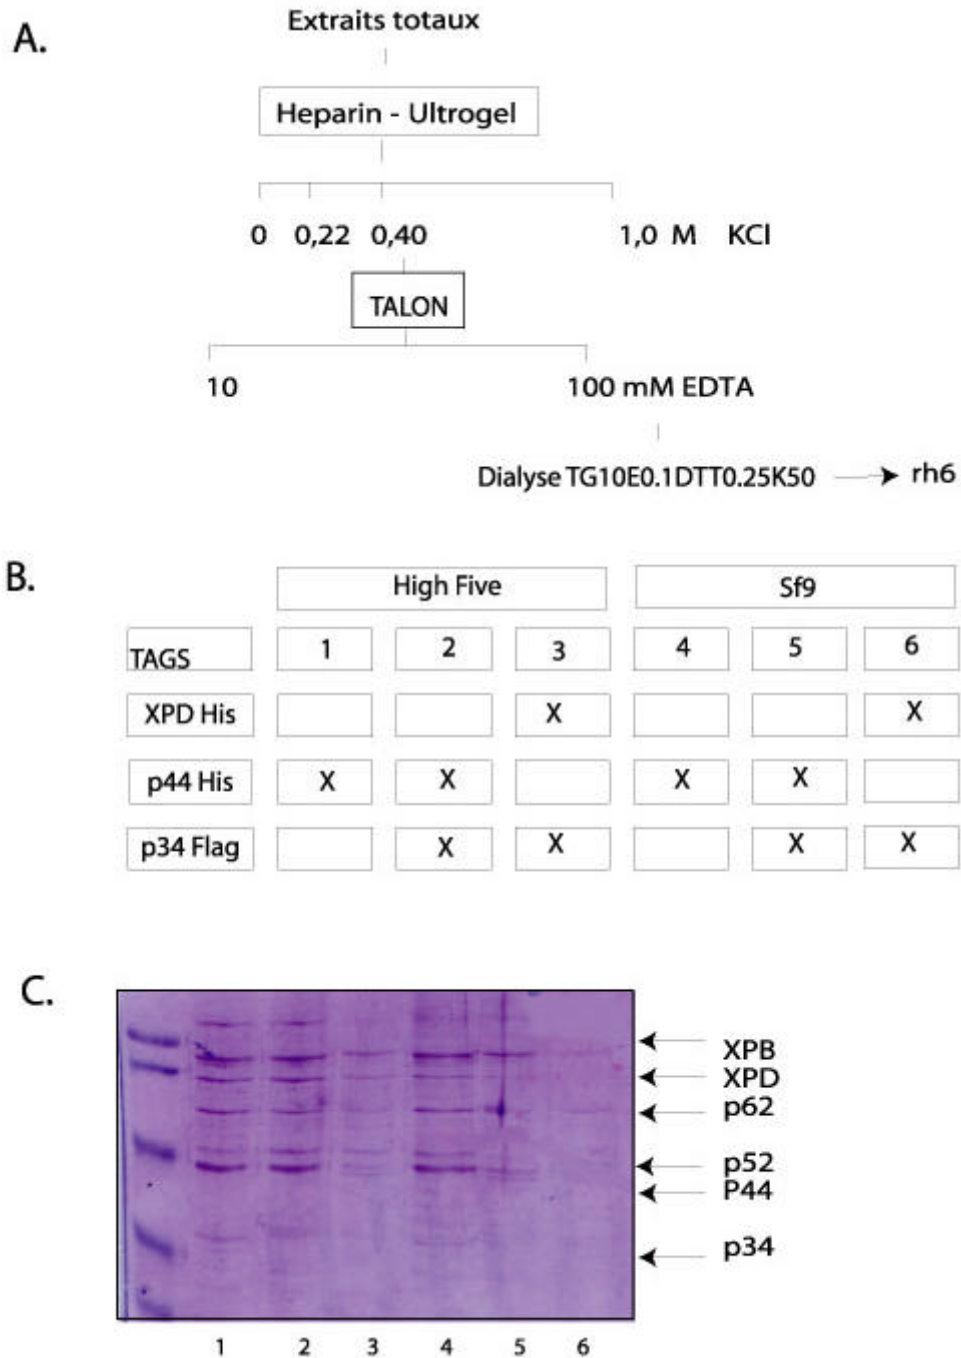 A.
Extraits totaux
Heparin - Ultrogel
0 0,22 0,40 1,0 M KCl
TALON
10 100 mM EDTA
Dialyse TG10E0.1DTT0.25K50 rh6
B.
High Five Sf9
TAGS 1 2 3 4 5 6
XPD His X X
p44 His X X X X
p34 Flag X X X X
C.
XPB
XPD
p62
p52
P44
p34
1 2 3 4 5 6